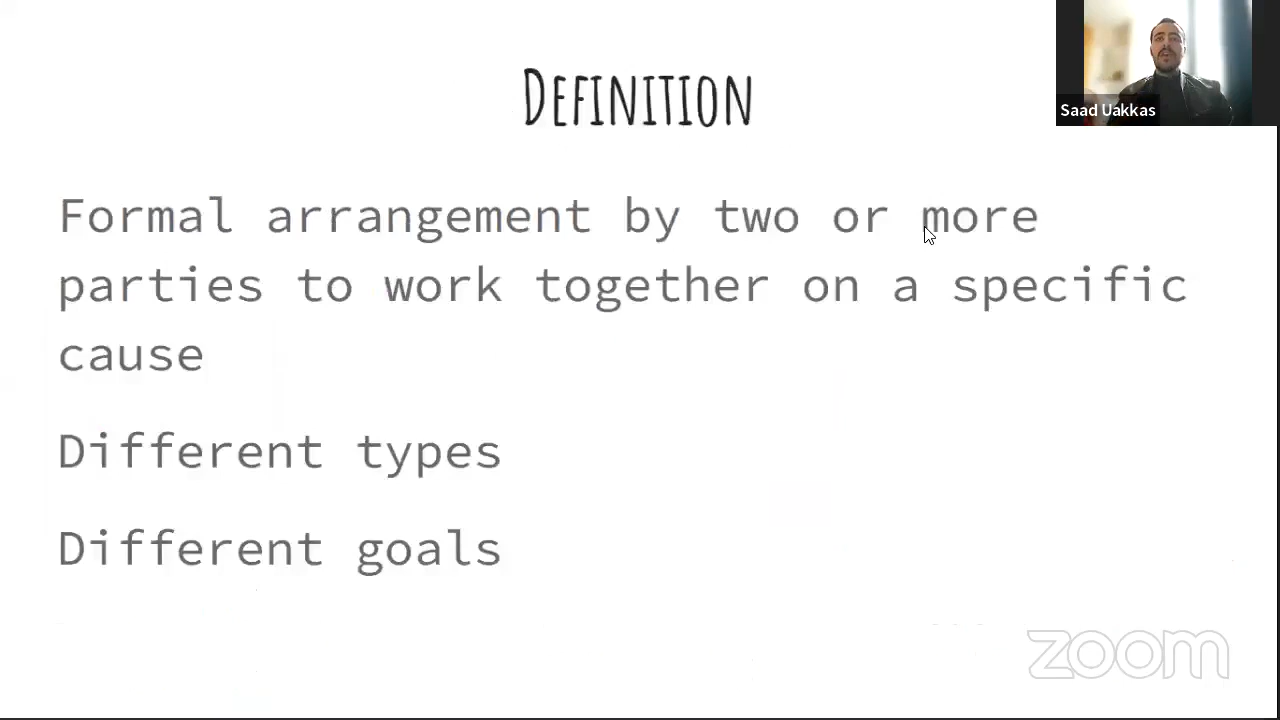 Definition
Saad Uakkas
Formal arrangement by two or more
parties to work together on a specific
cause
Different types
Different goals
zoom